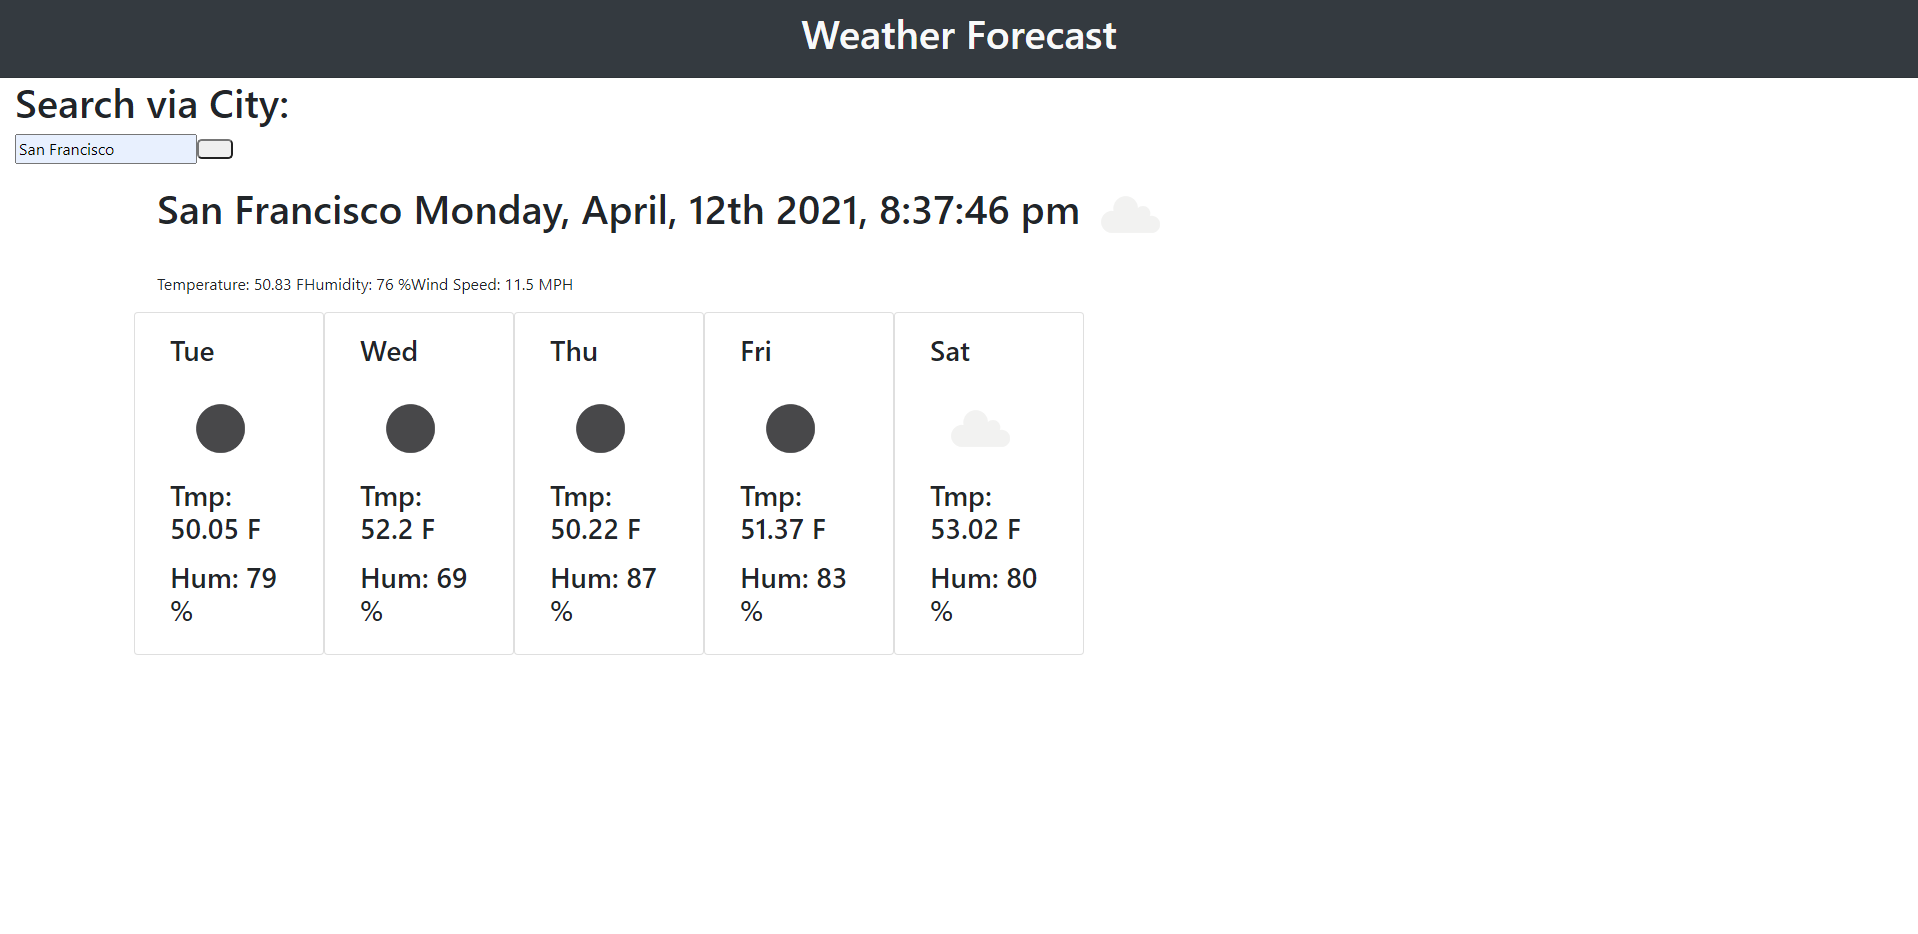 Weather Forecast
Search via City:
San Francisco
San Francisco Monday, April, 12th 2021, 8:37:46 pm
Temperature: 50.83 FHumidity: 76 %Wind Speed: 11.5 MPH
Tue
Tmp:
50.05 F
Hum: 79
%
Wed
Tmp:
52.2 F
Hum: 69
%
Thu
Tmp:
50.22 F
Hum: 87
%
Fri
Tmp:
51.37 F
Hum: 83
%
Sat
Tmp:
53.02 F
Hum: 80
%